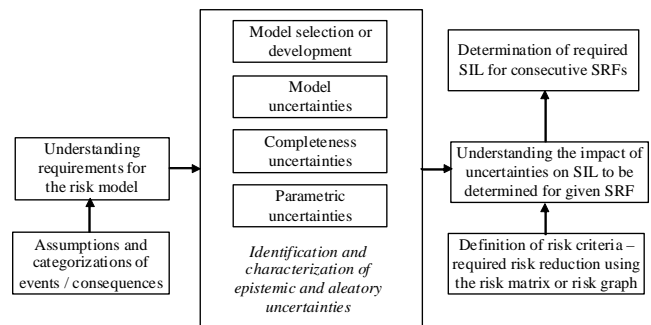 Assumptions and
categorizations of
events / consequences
Understanding
requirements for
the risk model
Model selection or
development
Model
uncertainties
Completeness
uncertainties
Parametric
uncertainties
Identification and
characterization of
epistemic and aleatory
uncertainties
Determination of required
SIL for consecutive SRFs
Understanding the impact of
uncertainties on SIL to be
determined for given SRF
Definition of risk criteria –
required risk reduction using
the risk matrix or risk graph